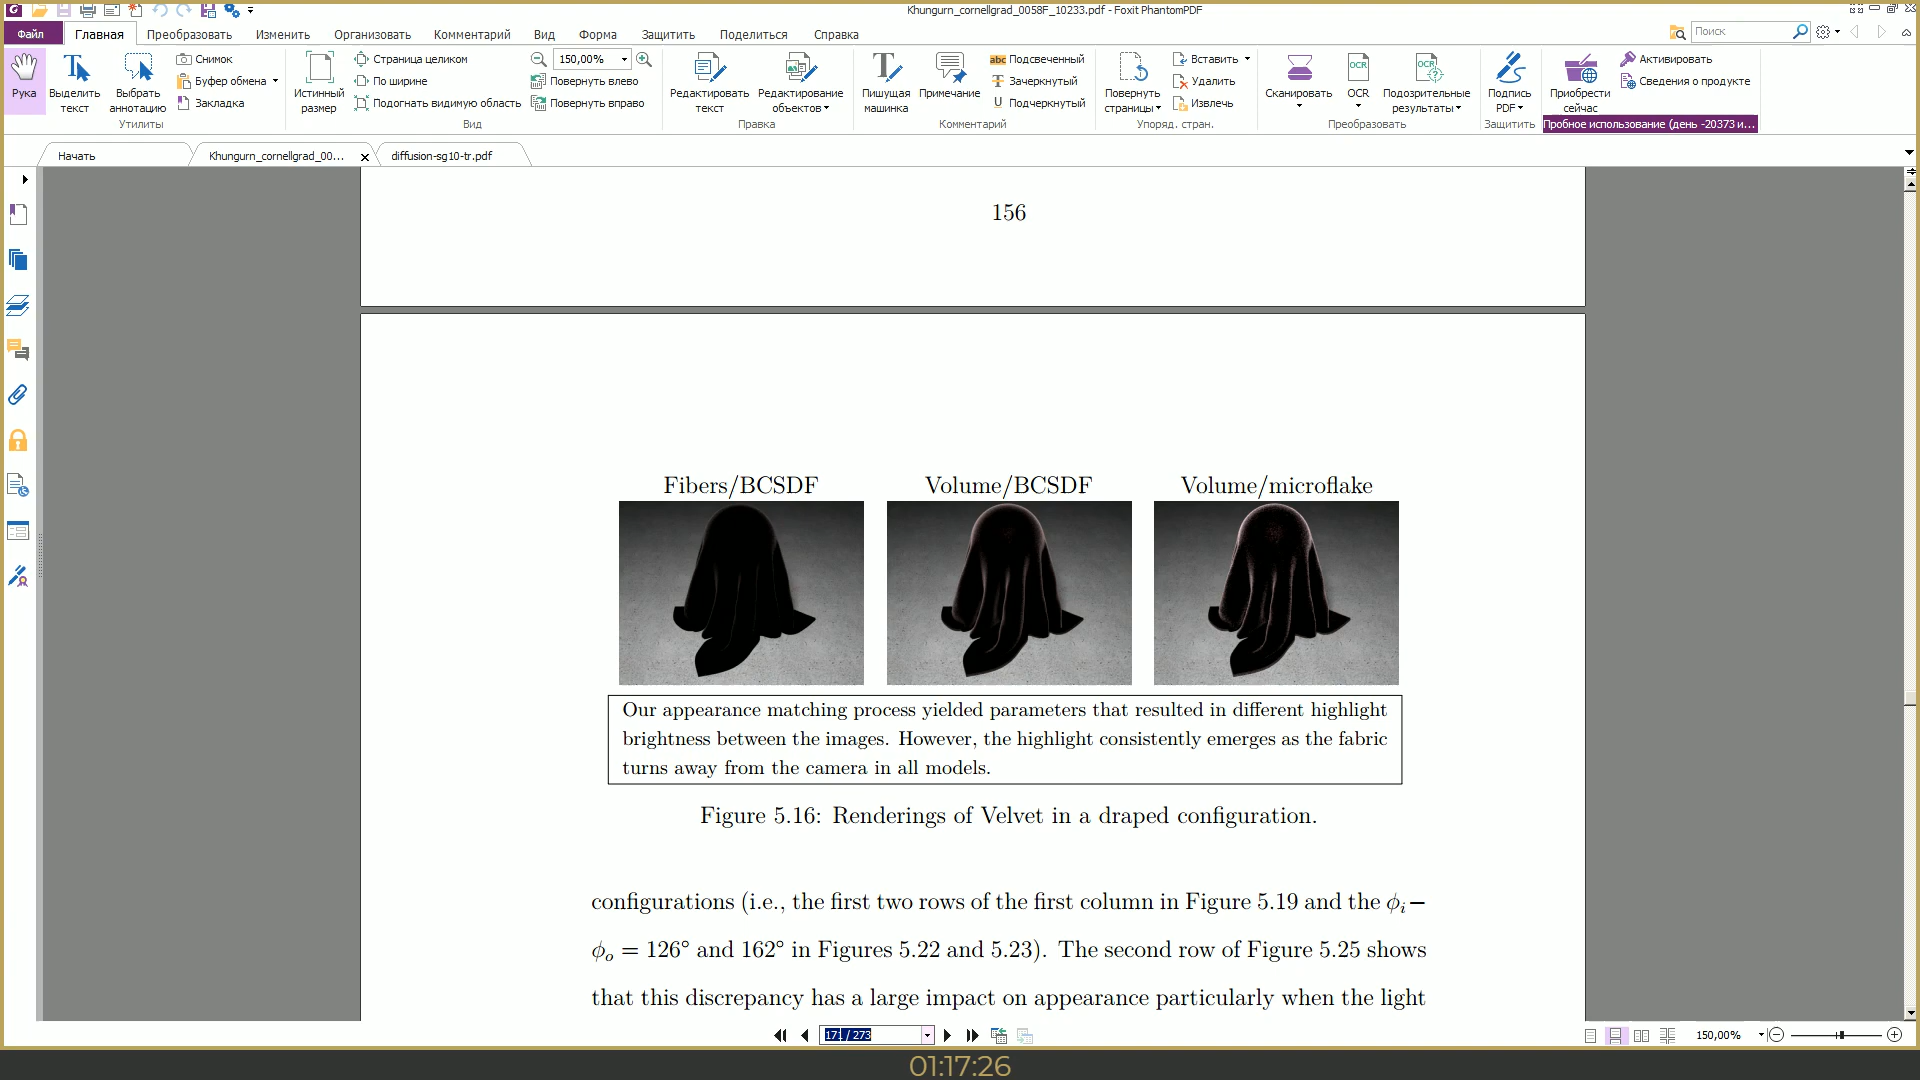 Khungurn_cornellgrad_0058F_10233.pdf - Foxit PhantomPDF
Файл Главная Преобразовать Изменить Организовать Комментарий Вид Форма Защитить Поделиться Справка Поиск
Рука
Выделить текст
Выбрать аннотацию
Снимок
Буфер обмена
Закладка
Утилиты
Истинный размер
Страница целиком
По ширине
Подогнать видимую область
150,00%
Повернуть влево
Повернуть вправо
Вид
Редактировать текст
Редактирование объектов
Правка
Пишущая машинка
Примечание
abc Подсвеченный
T Зачеркнутый
U Подчеркнутый
Комментарий
Повернуть страницы
Вставить
Удалить
Извлечь
Упоряд. стран.
Сканировать
OCR
OCR
OCR
Подозрительные результаты
Преобразовать
Подпись PDF
Защитить
Приобрести сейчас
Активировать
Сведения о продукте
Пробное использование (день -20373 и...
Начать
Khungurn_cornellgrad_00...
diffusion-sg10-tr.pdf
156
Fibers/BCSDF Volume/BCSDF Volume/microflake
Our appearance matching process yielded parameters that resulted in different highlight
brightness between the images. However, the highlight consistently emerges as the fabric
turns away from the camera in all models.
Figure 5.16: Renderings of Velvet in a draped configuration.
configurations (i.e., the first two rows of the first column in Figure 5.19 and the ϕᵢ−
ϕₒ = 126° and 162° in Figures 5.22 and 5.23). The second row of Figure 5.25 shows
that this discrepancy has a large impact on appearance particularly when the light
171 / 273
150,00%
01:17:26